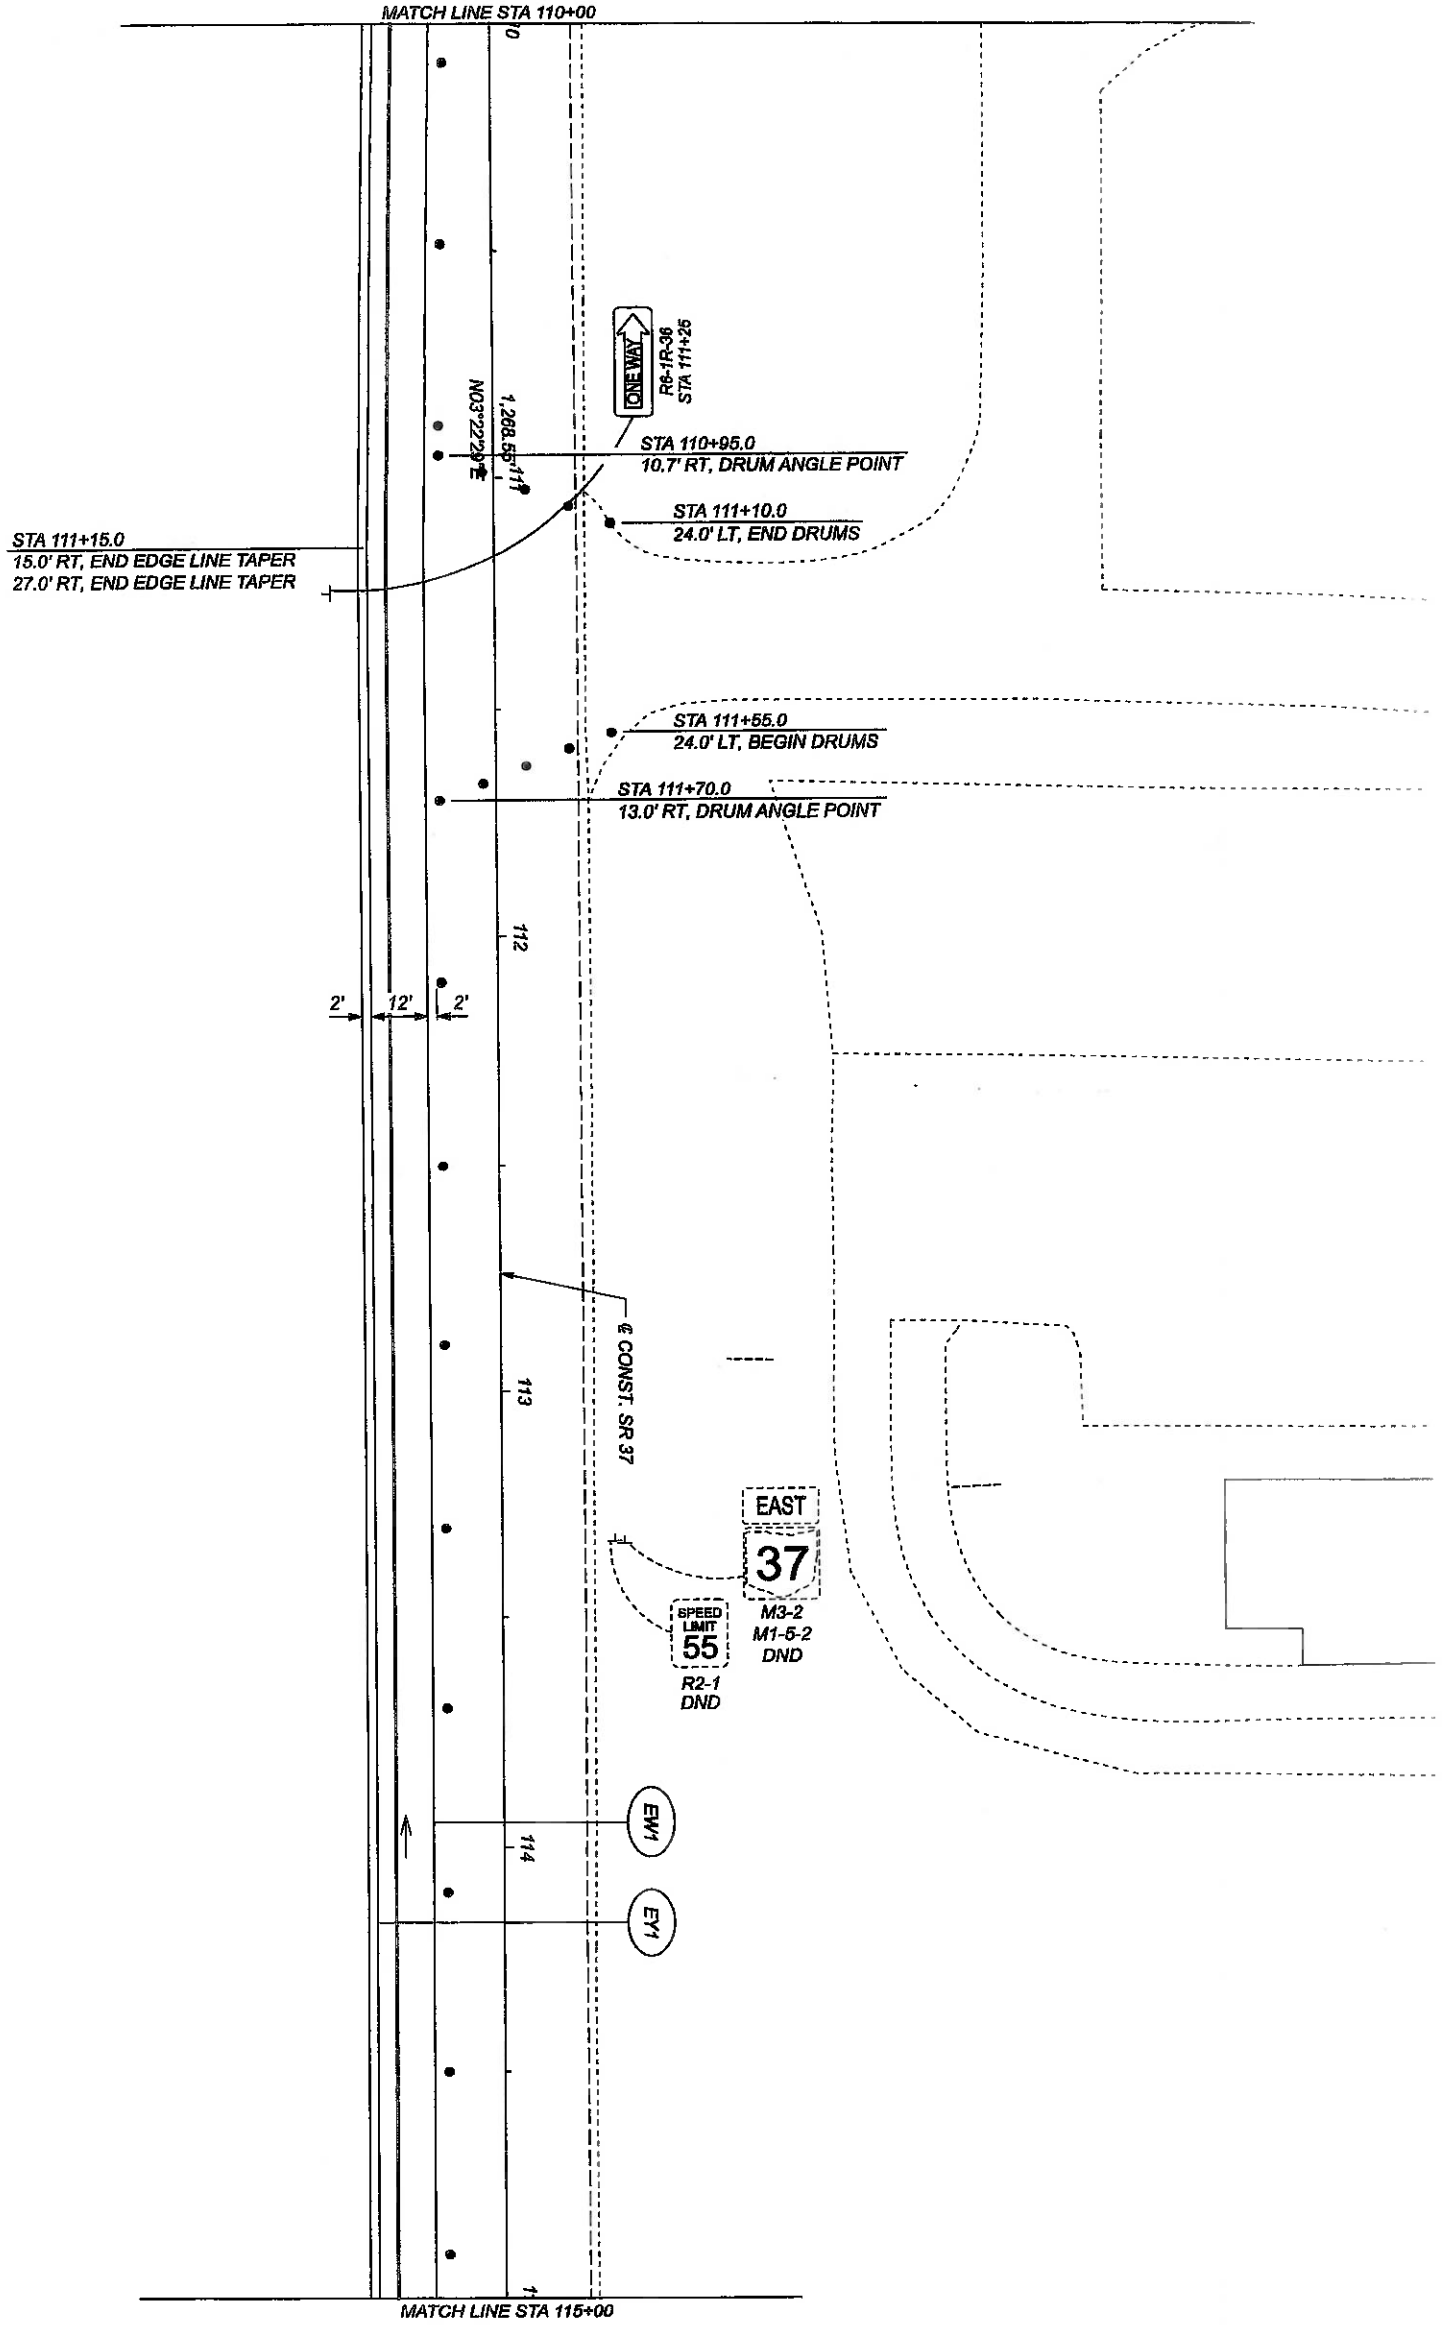 MATCH LINE STA 110+00
0
ONE WAY
R6-1R-36
STA 111+25
1,268.55'
N03°22'29"E
111
STA 110+95.0
10.7' RT, DRUM ANGLE POINT
STA 111+10.0
24.0' LT, END DRUMS
STA 111+15.0
15.0' RT, END EDGE LINE TAPER
27.0' RT, END EDGE LINE TAPER
STA 111+55.0
24.0' LT, BEGIN DRUMS
STA 111+70.0
13.0' RT, DRUM ANGLE POINT
112
2' 12' 2'
℄ CONST. SR 37
113
EAST
37
M3-2
M1-5-2
DND
SPEED
LIMIT
55
R2-1
DND
EW1
114
EY1
11
MATCH LINE STA 115+00